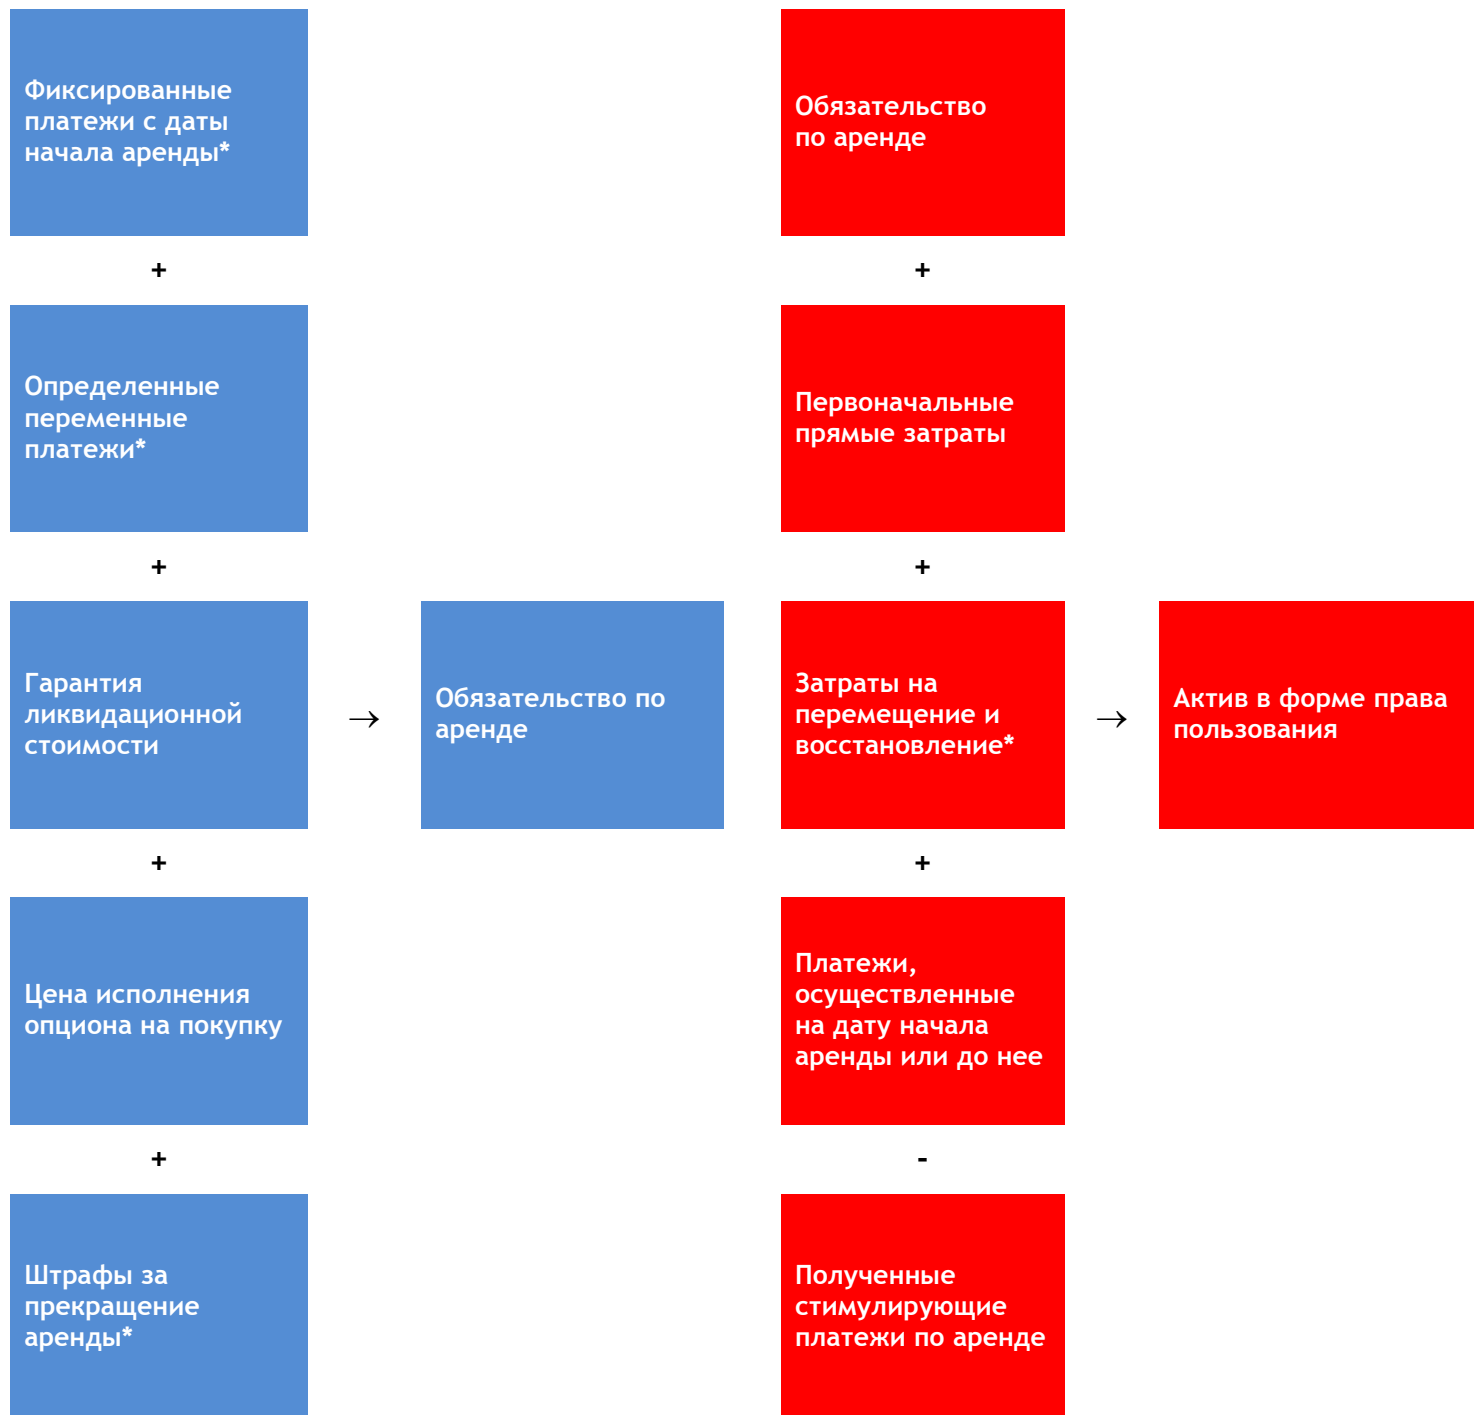 Фиксированные
платежи с даты
начала аренды*
+
Определенные
переменные
платежи*
+
Гарантия
ликвидационной
стоимости
+
Цена исполнения
опциона на покупку
+
Штрафы за
прекращение
аренды*
→
Обязательство по
аренде
Обязательство
по аренде
+
Первоначальные
прямые затраты
+
Затраты на
перемещение и
восстановление*
+
Платежи,
осуществленные
на дату начала
аренды или до нее
-
Полученные
стимулирующие
платежи по аренде
→
Актив в форме права
пользования